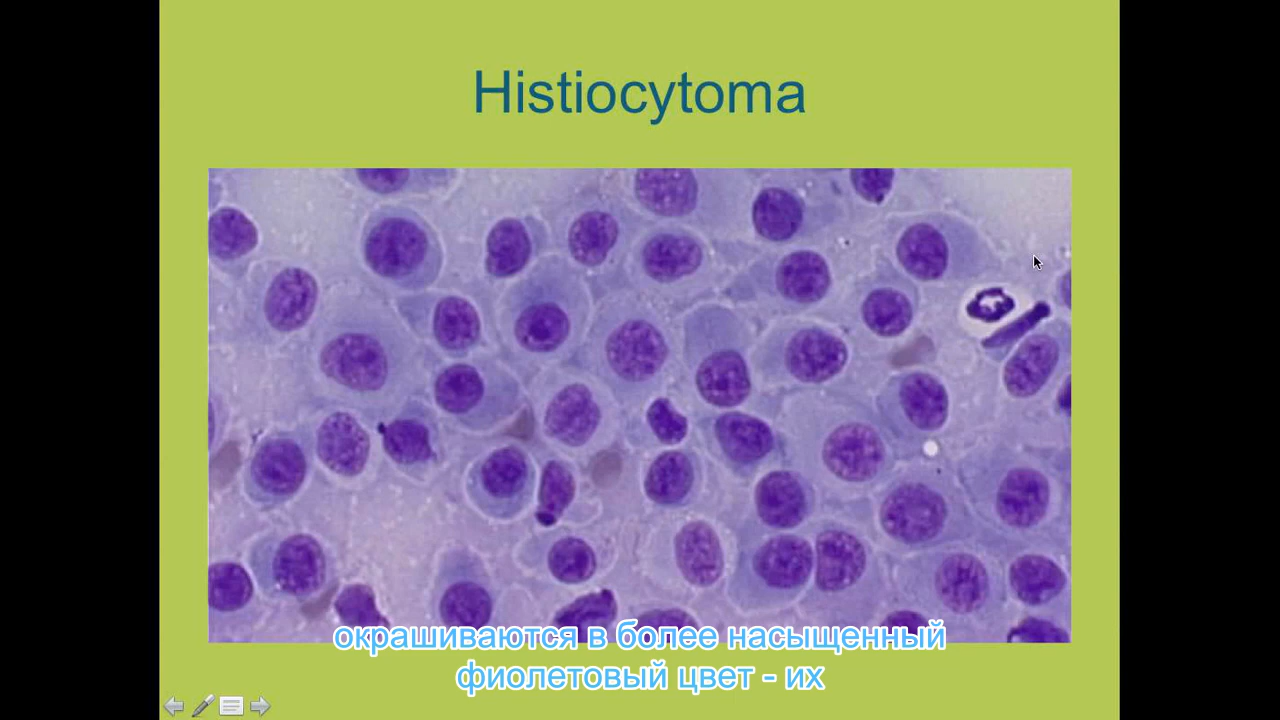 Histiocytoma
окрашиваются в более насыщенный
фиолетовый цвет - их